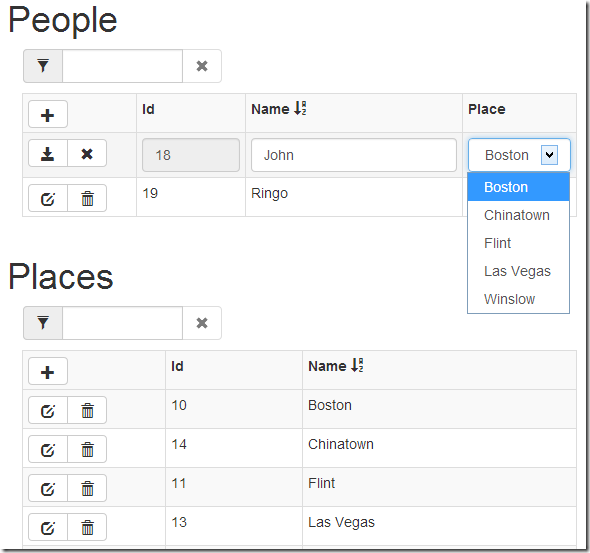 People
Id Name Place
18 John Boston
19 Ringo
Boston
Chinatown
Flint
Las Vegas
Winslow
Places
Id Name
10 Boston
14 Chinatown
11 Flint
13 Las Vegas